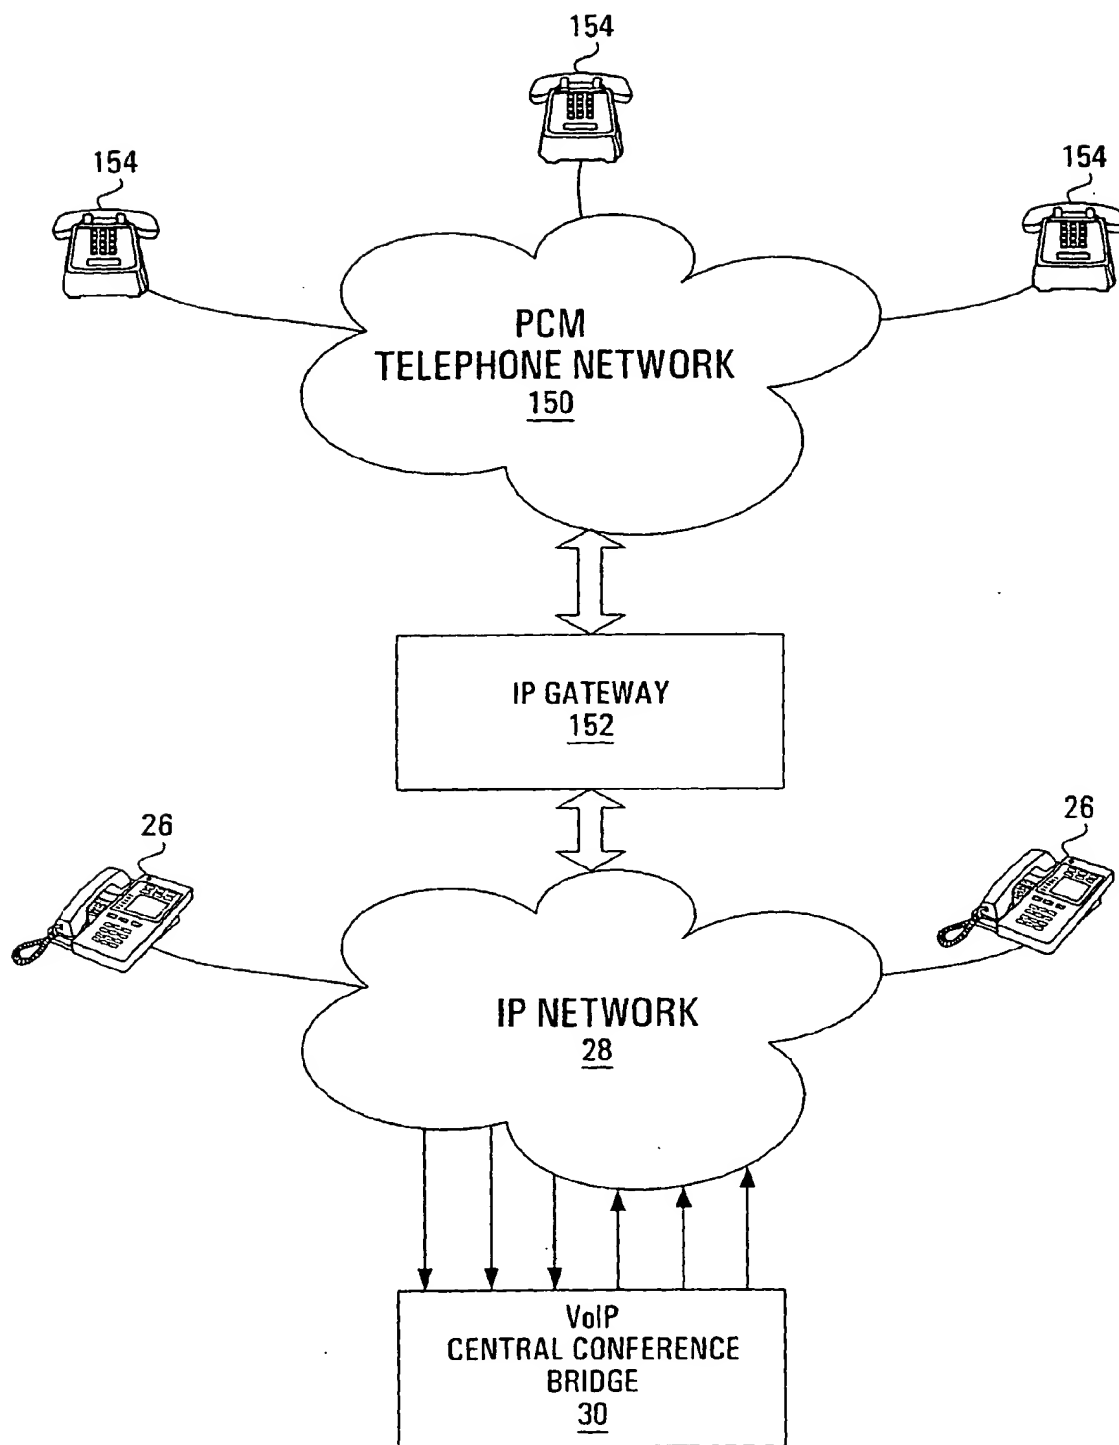 154
154
154
PCM
TELEPHONE NETWORK
150
IP GATEWAY
152
26
26
IP NETWORK
28
VoIP
CENTRAL CONFERENCE
BRIDGE
30